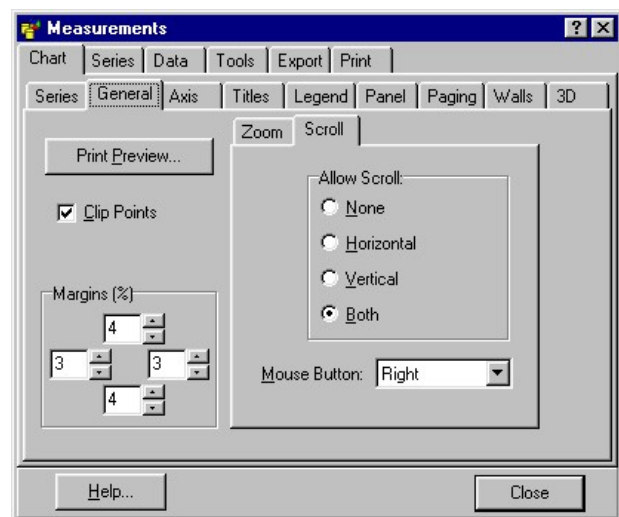 Measurements
Chart Series Data Tools Export Print
Series General Axis Titles Legend Panel Paging Walls 3D
Zoom Scroll
Print Preview...
Clip Points
Allow Scroll:
None
Horizontal
Vertical
Both
Margins (%)
4
3 3
4
Mouse Button: Right
Help... Close